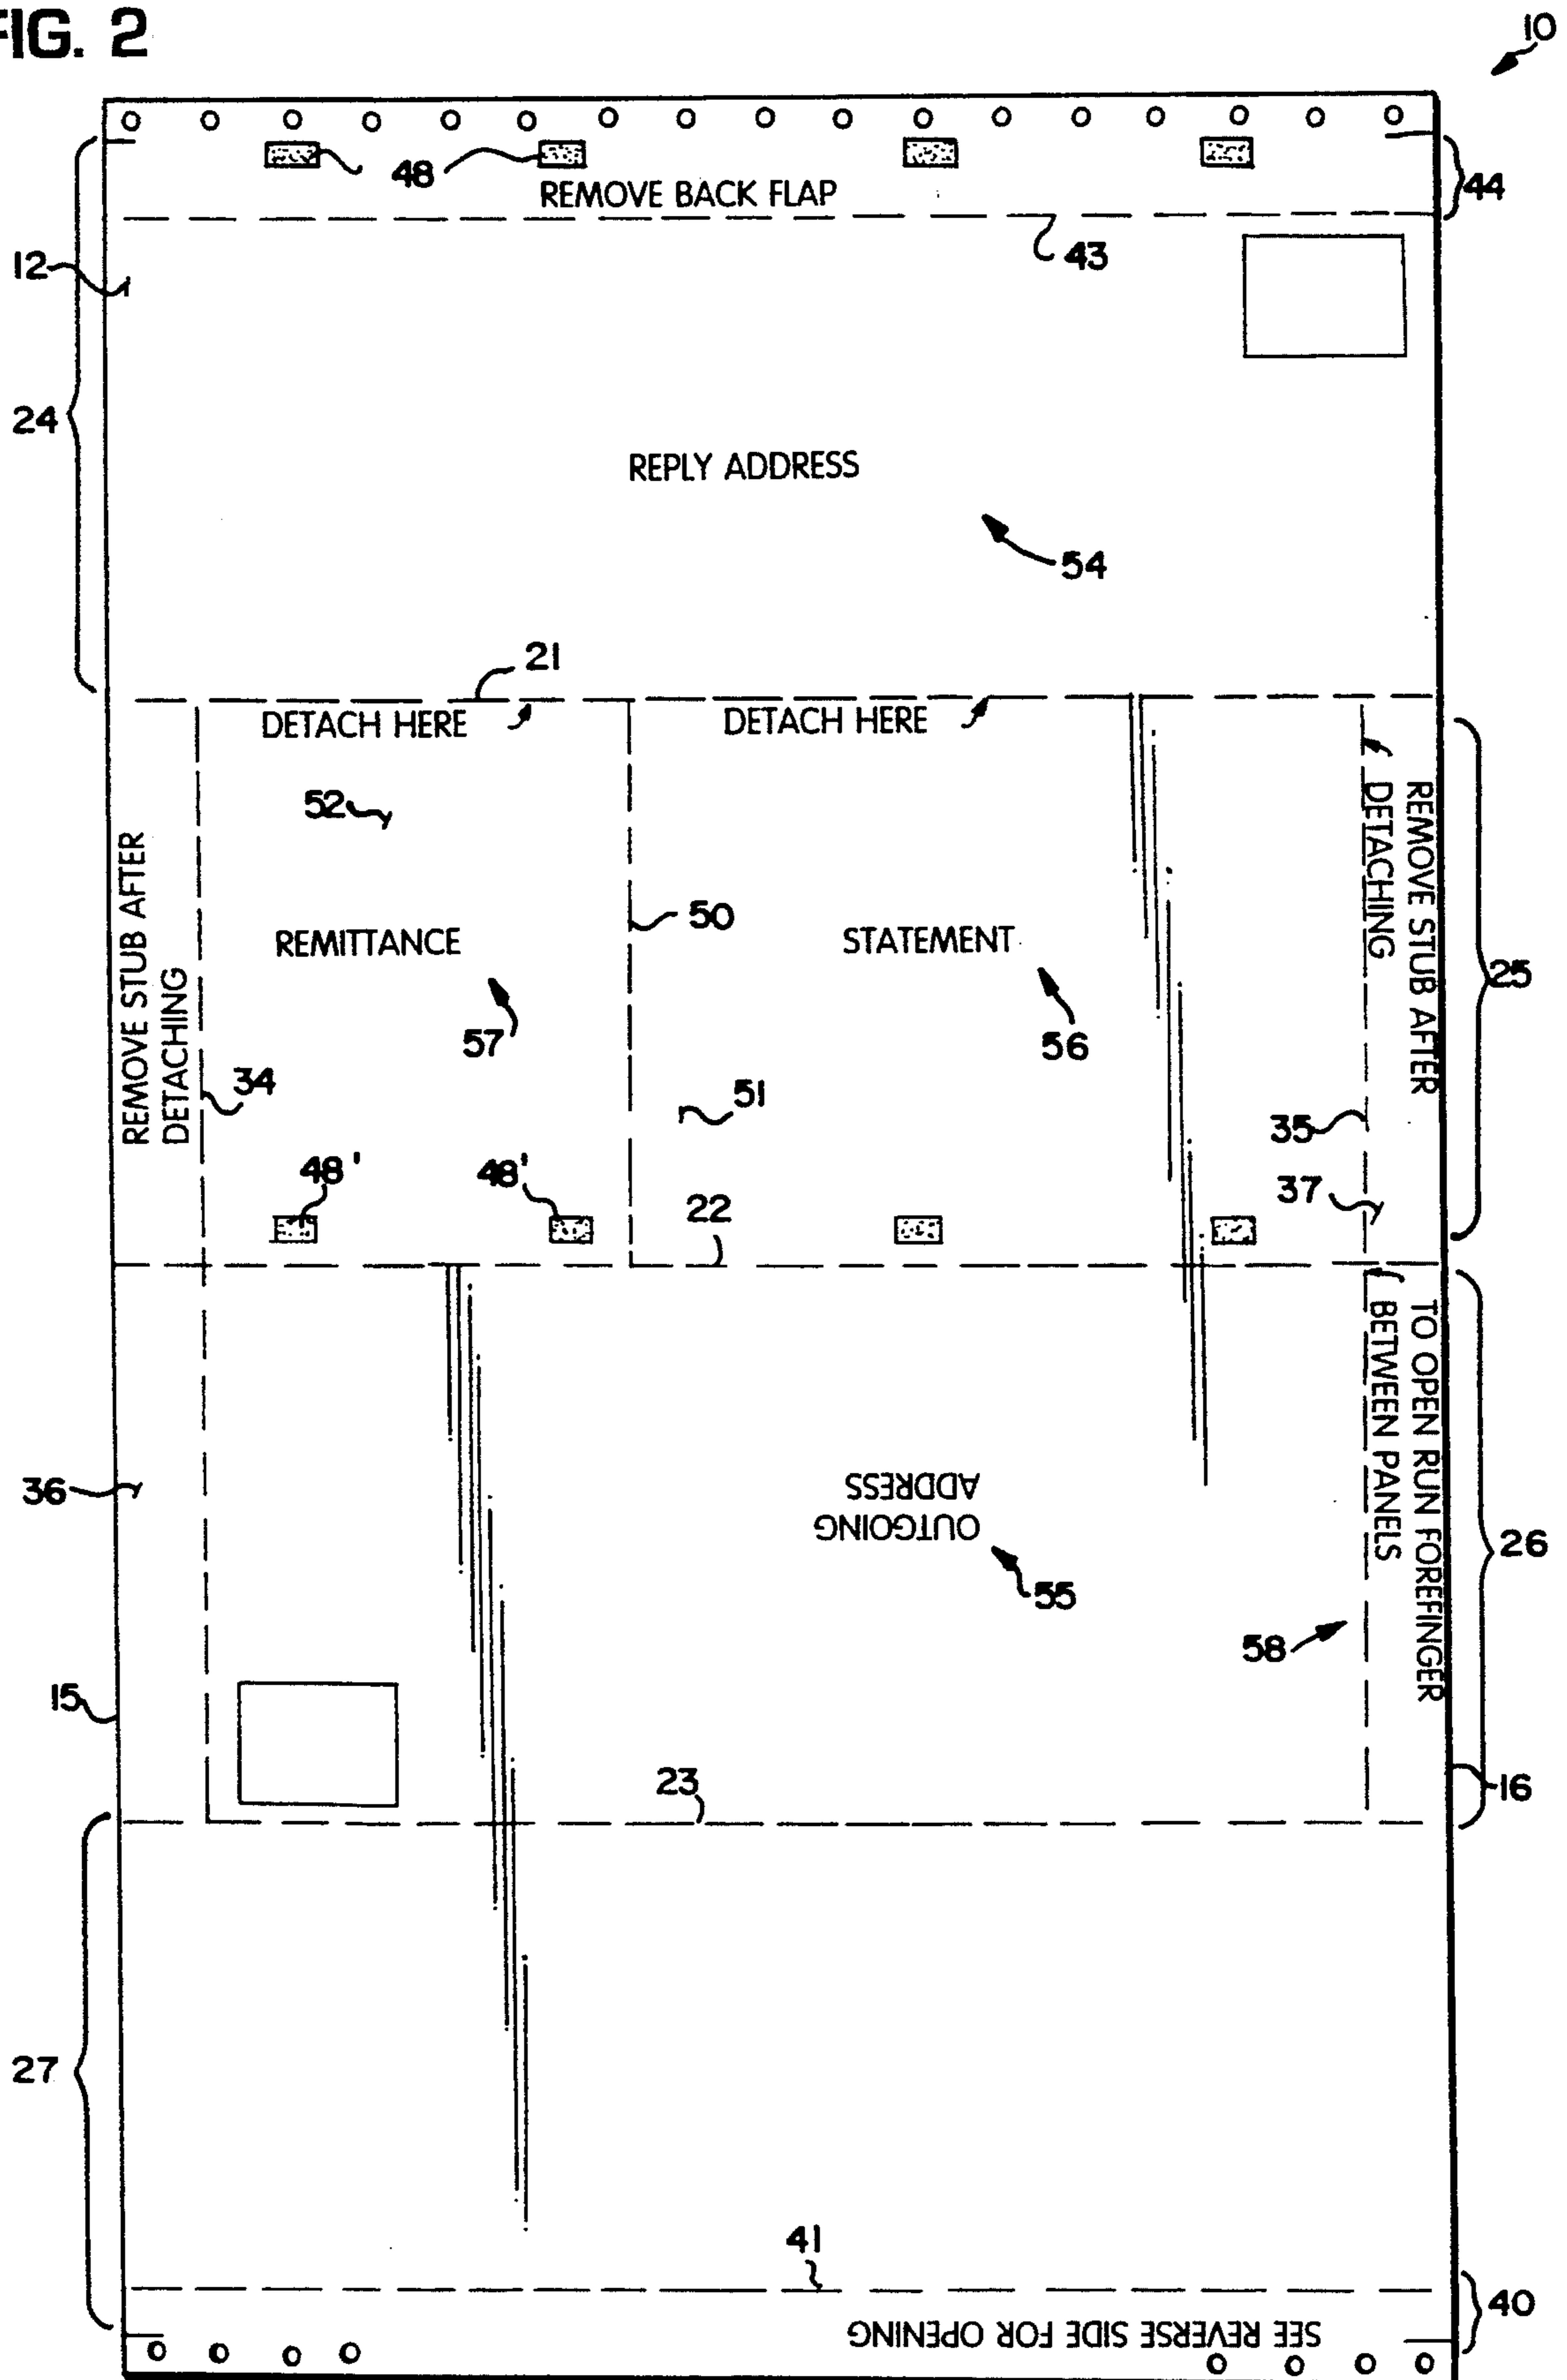 FIG. 2
10
48
REMOVE BACK FLAP
44
12
43
24
REPLY ADDRESS
54
21
DETACH HERE
DETACH HERE
52
REMOVE STUB AFTER
DETACHING
REMOVE STUB AFTER
DETACHING
50
REMITTANCE
STATEMENT
25
57
56
34
51
35
48'
48'
22
37
TO OPEN RUN FOREFINGER
BETWEEN PANELS
36
OUTGOING
ADDRESS
26
55
58
15
23
16
27
41
40
SEE REVERSE SIDE FOR OPENING